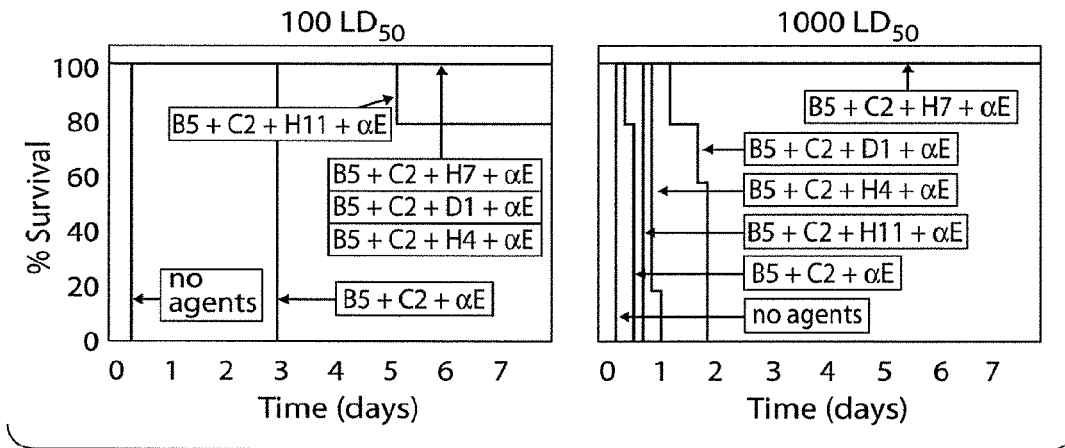 100 LD50
% Survival
100
80
60
40
20
0
B5 + C2 + H11 + αE
B5 + C2 + H7 + αE
B5 + C2 + D1 + αE
B5 + C2 + H4 + αE
no
agents
B5 + C2 + αE
0 1 2 3 4 5 6 7
Time (days)
1000 LD50
B5 + C2 + H7 + αE
B5 + C2 + D1 + αE
B5 + C2 + H4 + αE
B5 + C2 + H11 + αE
B5 + C2 + αE
no agents
0 1 2 3 4 5 6 7
Time (days)